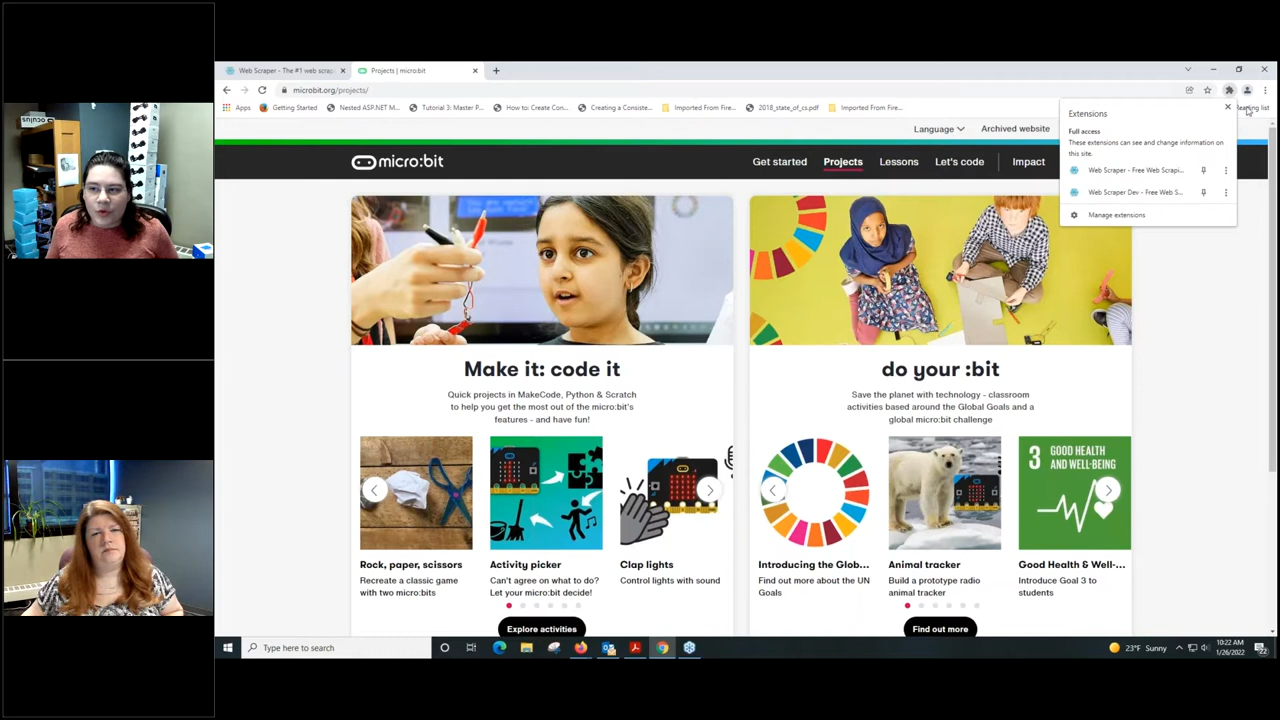 Web Scraper - The #1 web scrap
Projects | micro:bit
microbit.org/projects/
Apps
Getting Started
Nested ASP.NET M...
Tutorial 3: Master P...
How to: Create Con...
Creating a Consiste...
Imported From Fire...
2018_state_of_cs.pdf
Imported From Fire...
Reading list
Extensions
Full access
These extensions can see and change information on
this site.
Web Scraper - Free Web Scrapi...
Web Scraper Dev - Free Web S...
Manage extensions
Language
Archived website
micro:bit
Get started
Projects
Lessons
Let's code
Impact
Make it: code it
Quick projects in MakeCode, Python & Scratch
to help you get the most out of the micro:bit's
features - and have fun!
Rock, paper, scissors
Recreate a classic game
with two micro:bits
Activity picker
Can't agree on what to do?
Let your micro:bit decide!
Clap lights
Control lights with sound
Explore activities
do your :bit
Save the planet with technology - classroom
activities based around the Global Goals and a
global micro:bit challenge
3 GOOD HEALTH
AND WELL-BEING
Introducing the Glob...
Find out more about the UN
Goals
Animal tracker
Build a prototype radio
animal tracker
Good Health & Well-...
Introduce Goal 3 to
students
Find out more
Type here to search
23°F Sunny
10:22 AM
1/26/2022
22